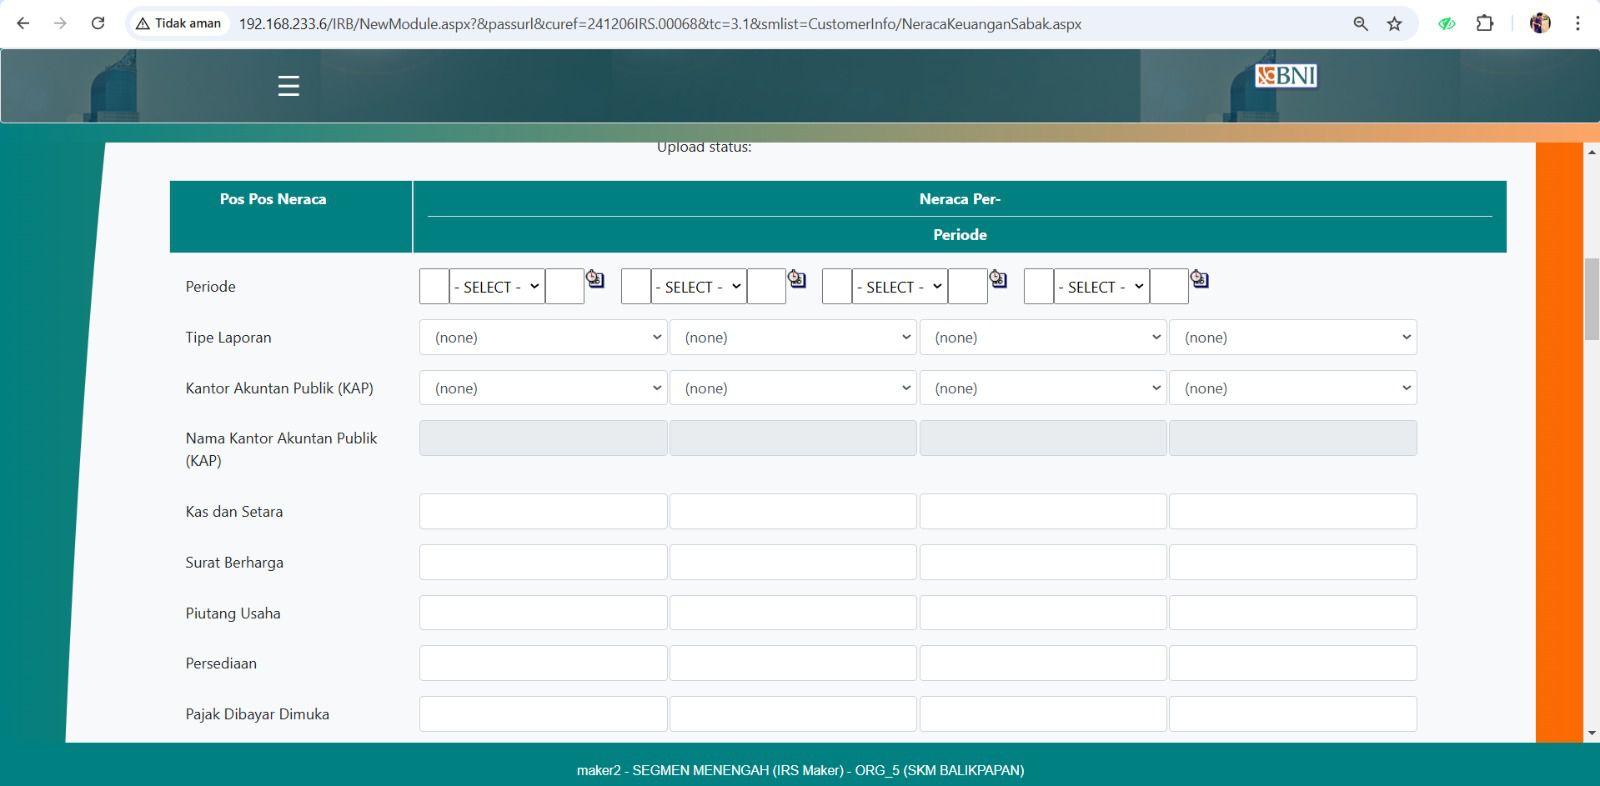 Tidak aman
192.168.233.6/IRB/NewModule.aspx?&passurl&curef=241206IRS.00068&tc=3.1&smlist=CustomerInfo/NeracaKeuanganSabak.aspx
BNI
Upload status:
Pos Pos Neraca
Neraca Per-
Periode
Periode
- SELECT - - SELECT - - SELECT - - SELECT -
Tipe Laporan
(none) (none) (none) (none)
Kantor Akuntan Publik (KAP)
(none) (none) (none) (none)
Nama Kantor Akuntan Publik
(KAP)
Kas dan Setara
Surat Berharga
Piutang Usaha
Persediaan
Pajak Dibayar Dimuka
maker2 - SEGMEN MENENGAH (IRS Maker) - ORG_5 (SKM BALIKPAPAN)